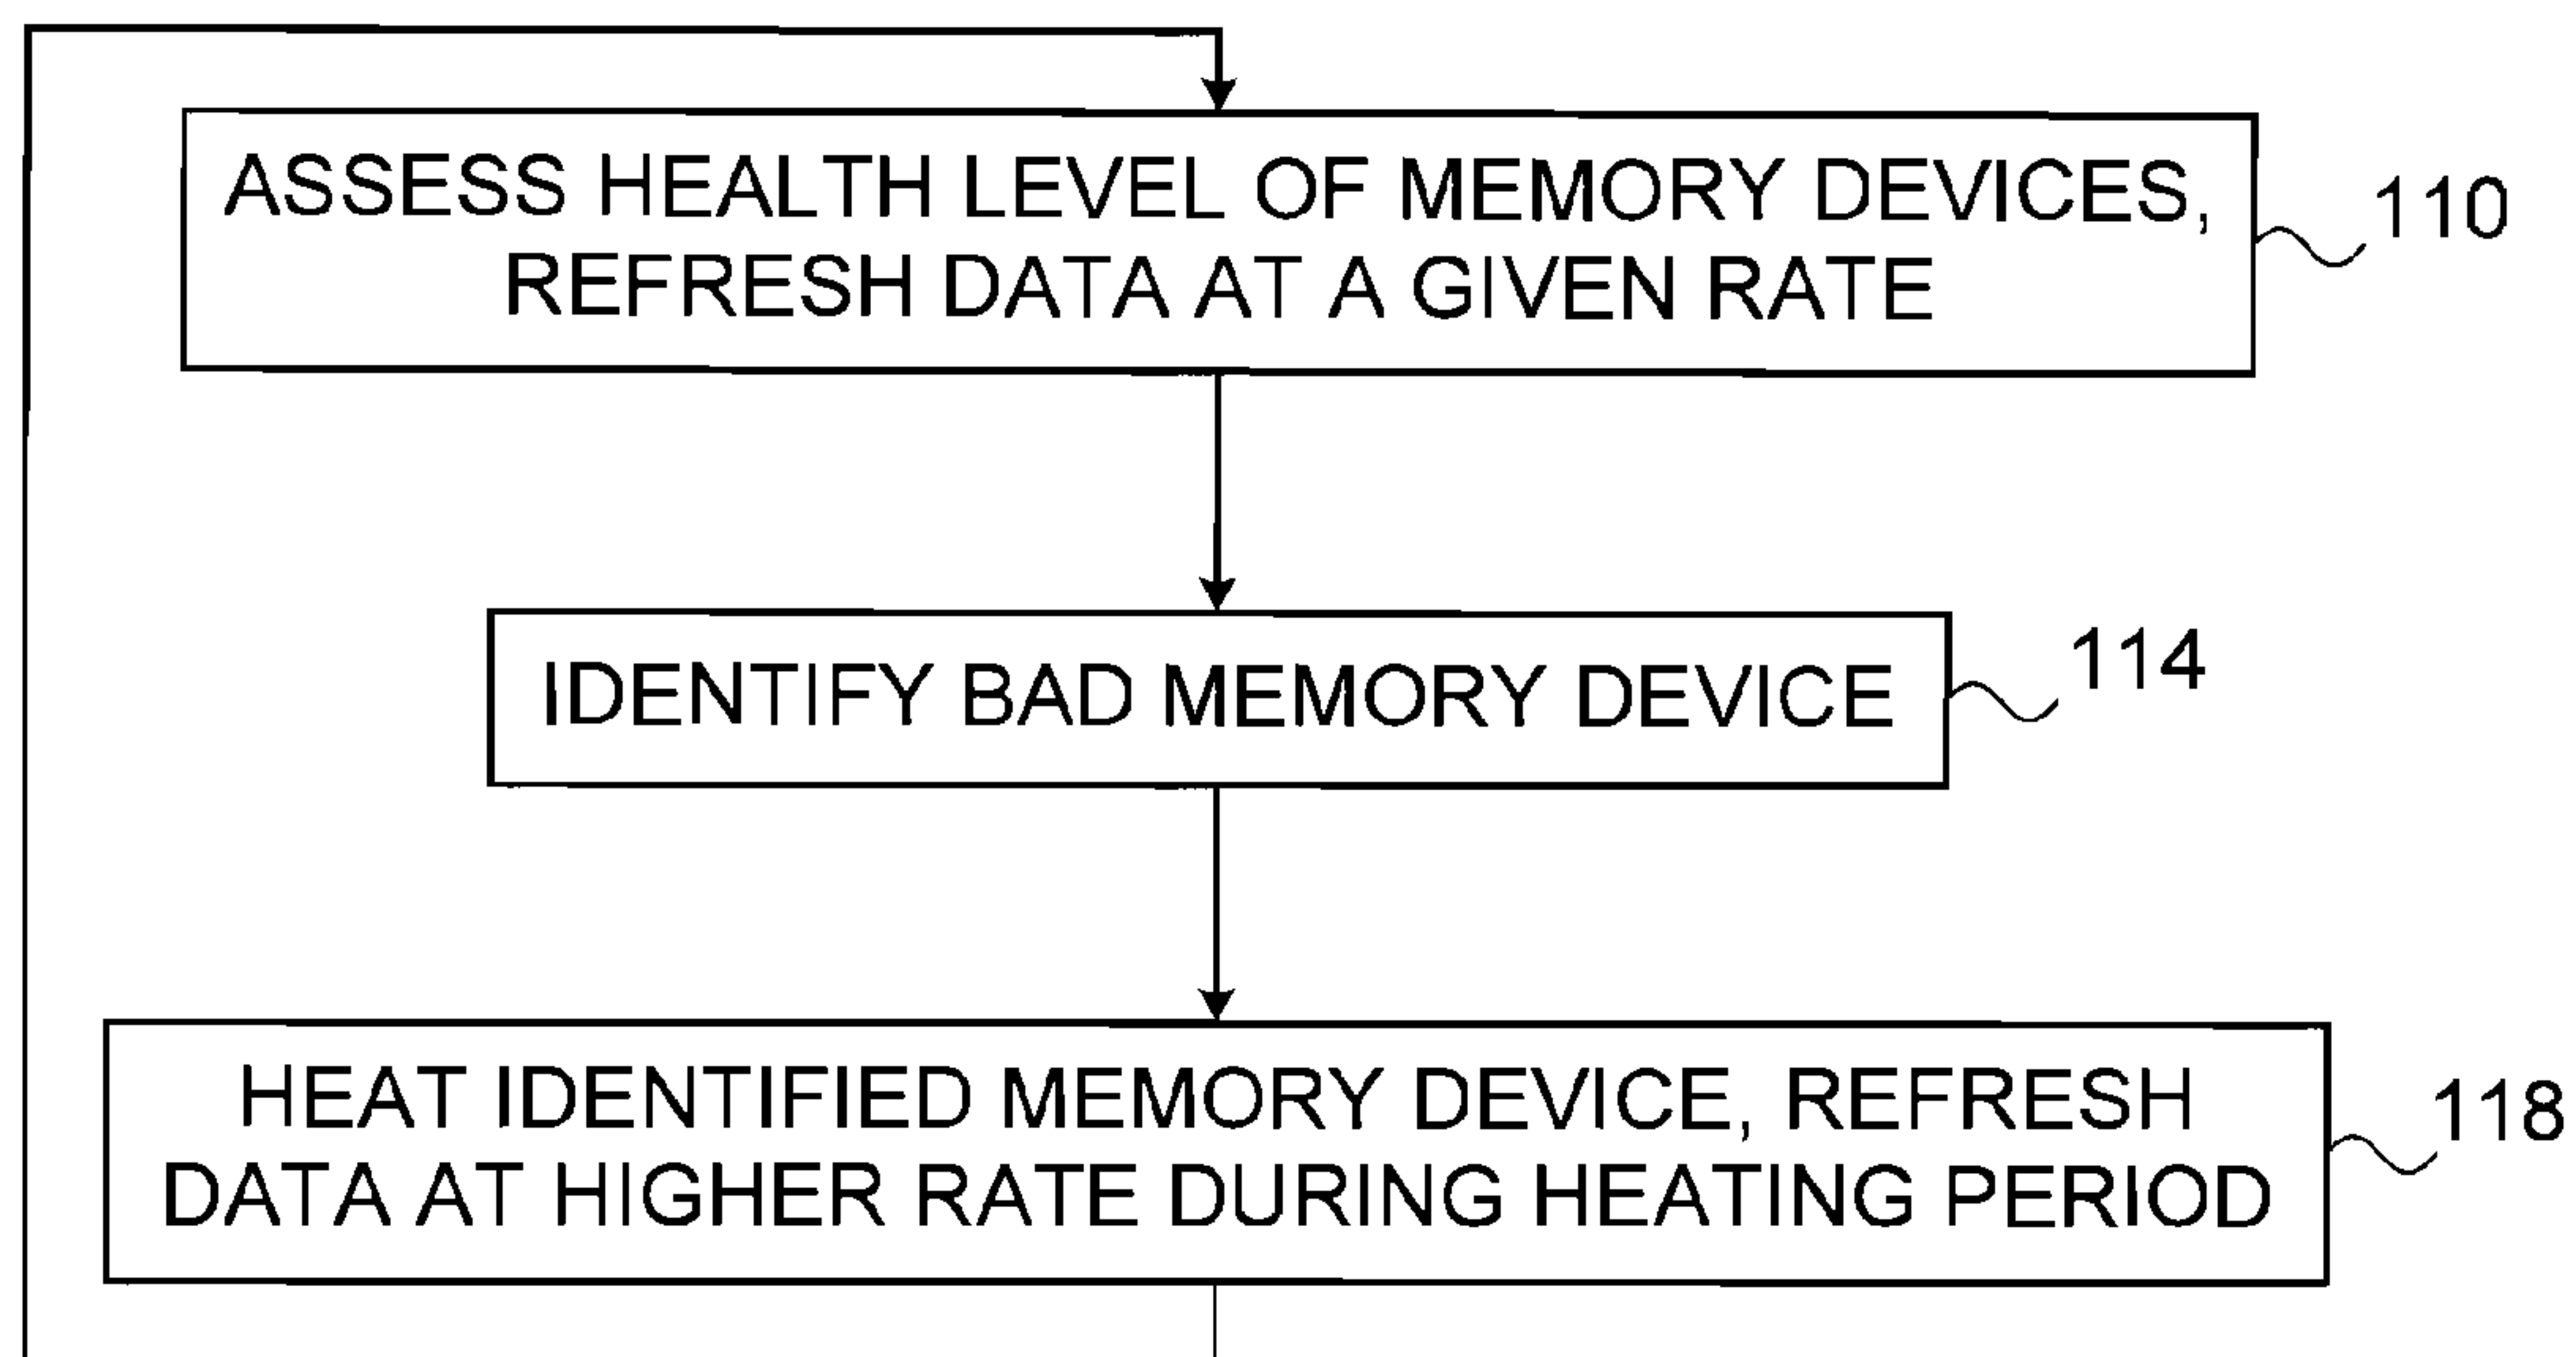 ASSESS HEALTH LEVEL OF MEMORY DEVICES,
REFRESH DATA AT A GIVEN RATE
110
IDENTIFY BAD MEMORY DEVICE
114
HEAT IDENTIFIED MEMORY DEVICE, REFRESH
DATA AT HIGHER RATE DURING HEATING PERIOD
118